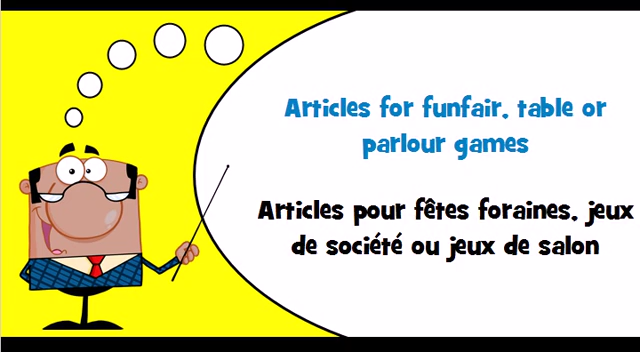 Articles for funfair, table or
parlour games
Articles pour fêtes foraines, jeux
de société ou jeux de salon